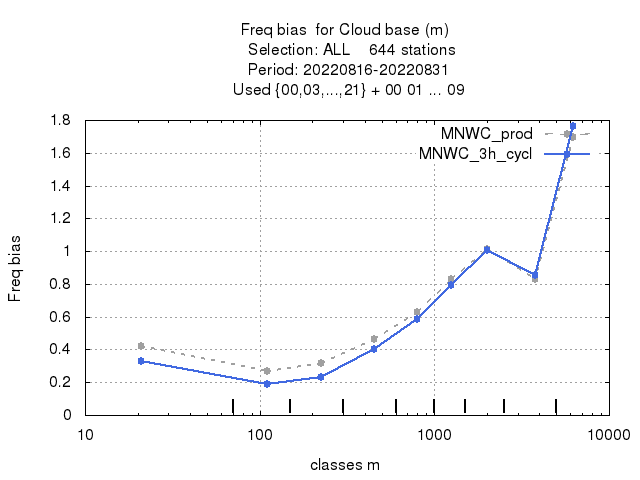 Freq bias  for Cloud base (m)
Selection: ALL    644 stations
Period: 20220816-20220831
Used {00,03,...,21} + 00 01 ... 09
MNWC_prod
MNWC_3h_cycl
Freq bias
1.8
1.6
1.4
1.2
1
0.8
0.6
0.4
0.2
0
10 100 1000 10000
classes m